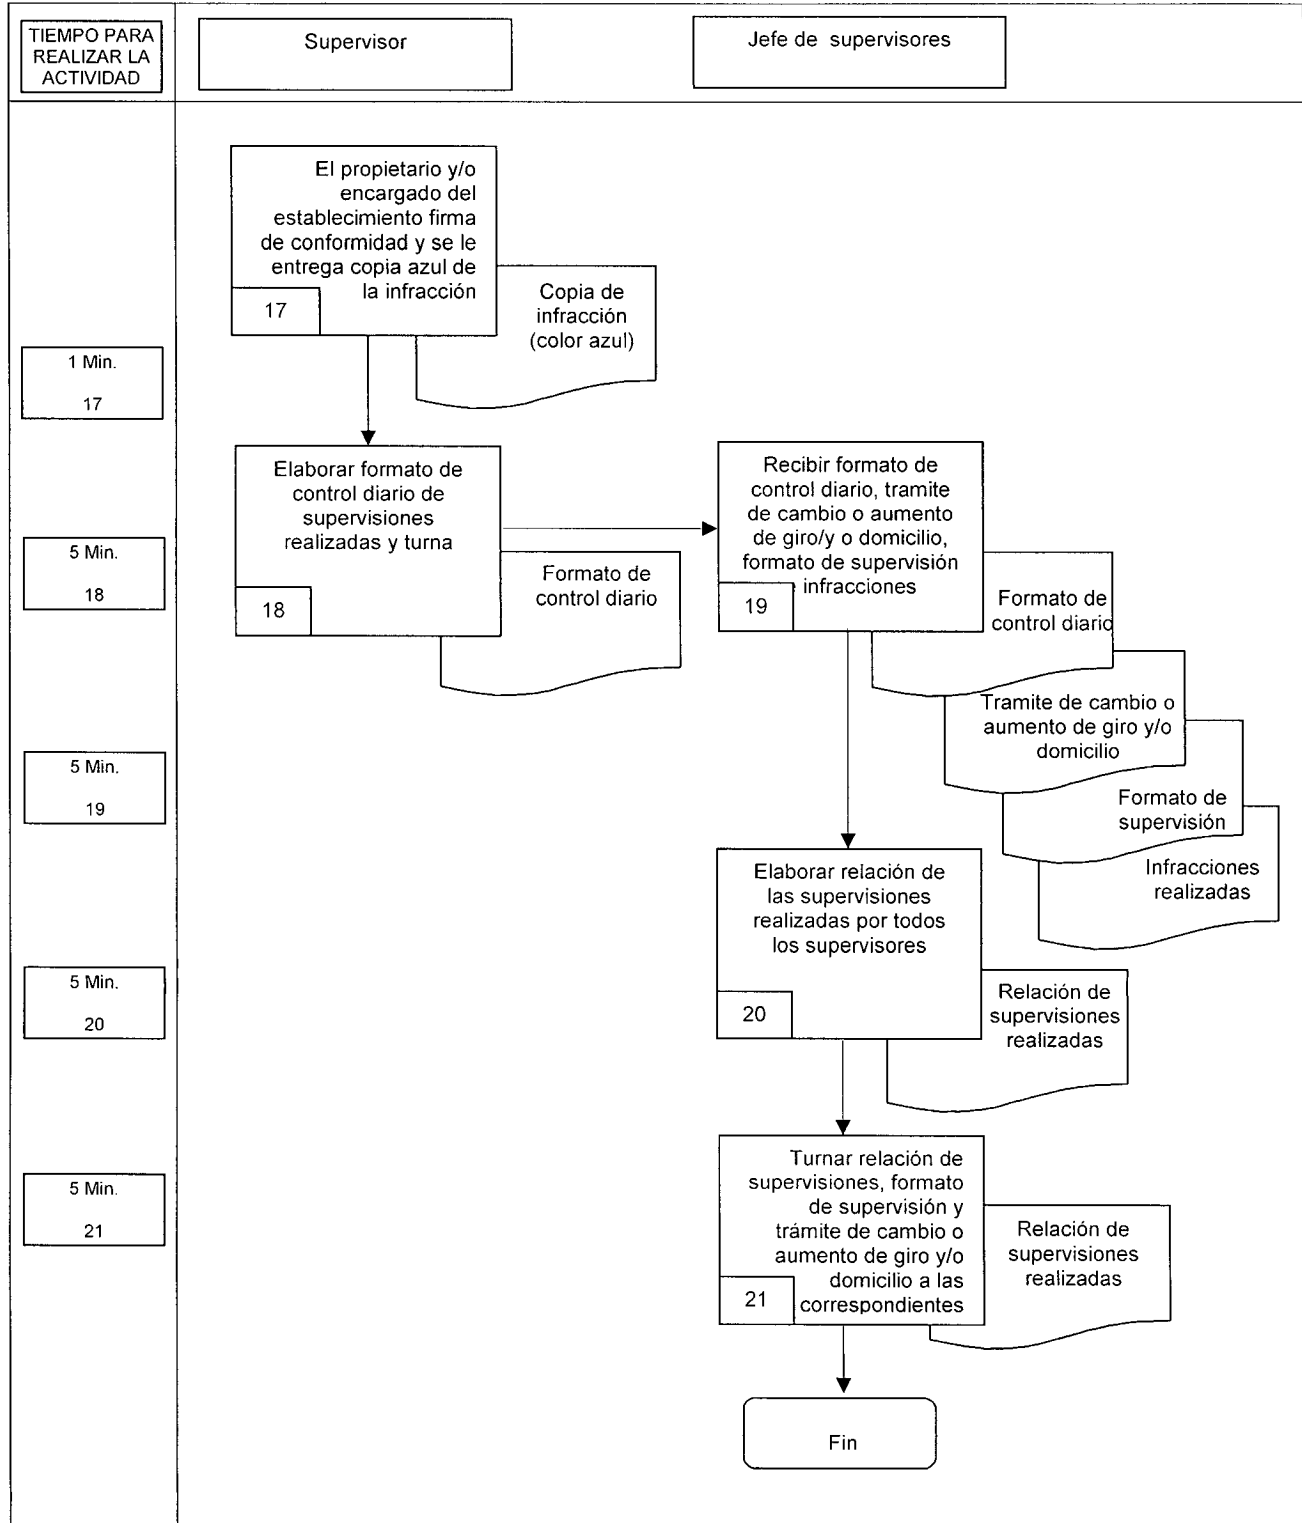 TIEMPO PARA
REALIZAR LA
ACTIVIDAD
Supervisor
Jefe de supervisores
El propietario y/o
encargado del
establecimiento firma
de conformidad y se le
entrega copia azul de
la infracción
17
Copia de
infracción
(color azul)
1 Min.
17
Elaborar formato de
control diario de
supervisiones
realizadas y turna
18
Formato de
control diario
Recibir formato de
control diario, tramite
de cambio o aumento
de giro/y o domicilio,
formato de supervisión
infracciones
19
Formato de
control diario
Tramite de cambio o
aumento de giro y/o
domicilio
Formato de
supervisión
Infracciones
realizadas
5 Min.
18
5 Min.
19
Elaborar relación de
las supervisiones
realizadas por todos
los supervisores
20
Relación de
supervisiones
realizadas
5 Min.
20
Turnar relación de
supervisiones, formato
de supervisión y
trámite de cambio o
aumento de giro y/o
domicilio a las
correspondientes
21
Relación de
supervisiones
realizadas
5 Min.
21
Fin